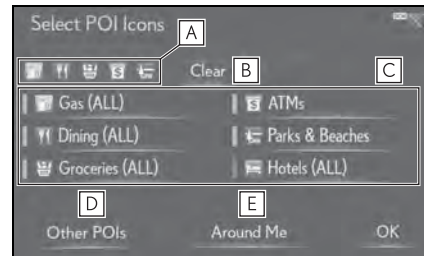 Select POI Icons
A
Clear B C
Gas (ALL) ATMs
Dining (ALL) Parks & Beaches
Groceries (ALL) Hotels (ALL)
D E
Other POIs Around Me OK